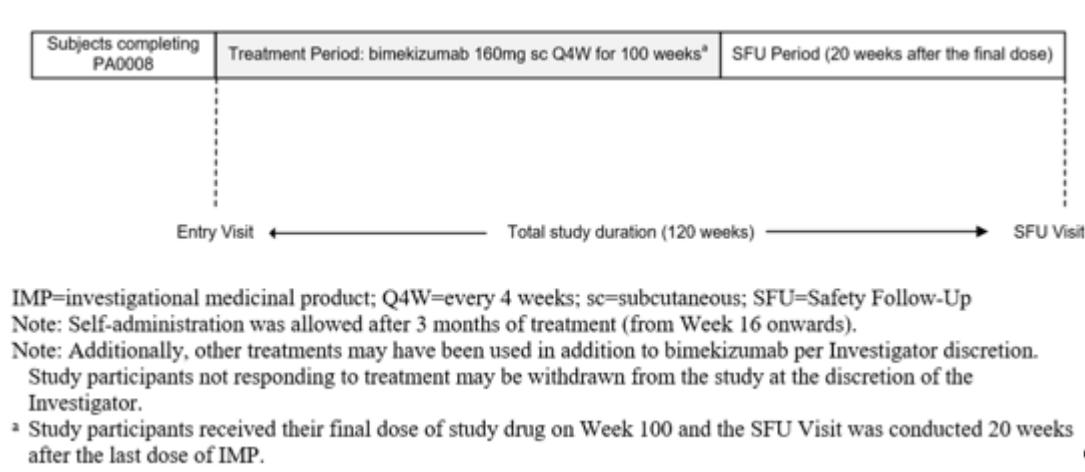 Subjects completing
PA0008
Treatment Period: bimekizumab 160mg sc Q4W for 100 weeksᵃ
SFU Period (20 weeks after the final dose)
Entry Visit
Total study duration (120 weeks)
SFU Visit
IMP=investigational medicinal product; Q4W=every 4 weeks; sc=subcutaneous; SFU=Safety Follow-Up
Note: Self-administration was allowed after 3 months of treatment (from Week 16 onwards).
Note: Additionally, other treatments may have been used in addition to bimekizumab per Investigator discretion.
Study participants not responding to treatment may be withdrawn from the study at the discretion of the
Investigator.
ᵃ Study participants received their final dose of study drug on Week 100 and the SFU Visit was conducted 20 weeks
after the last dose of IMP.